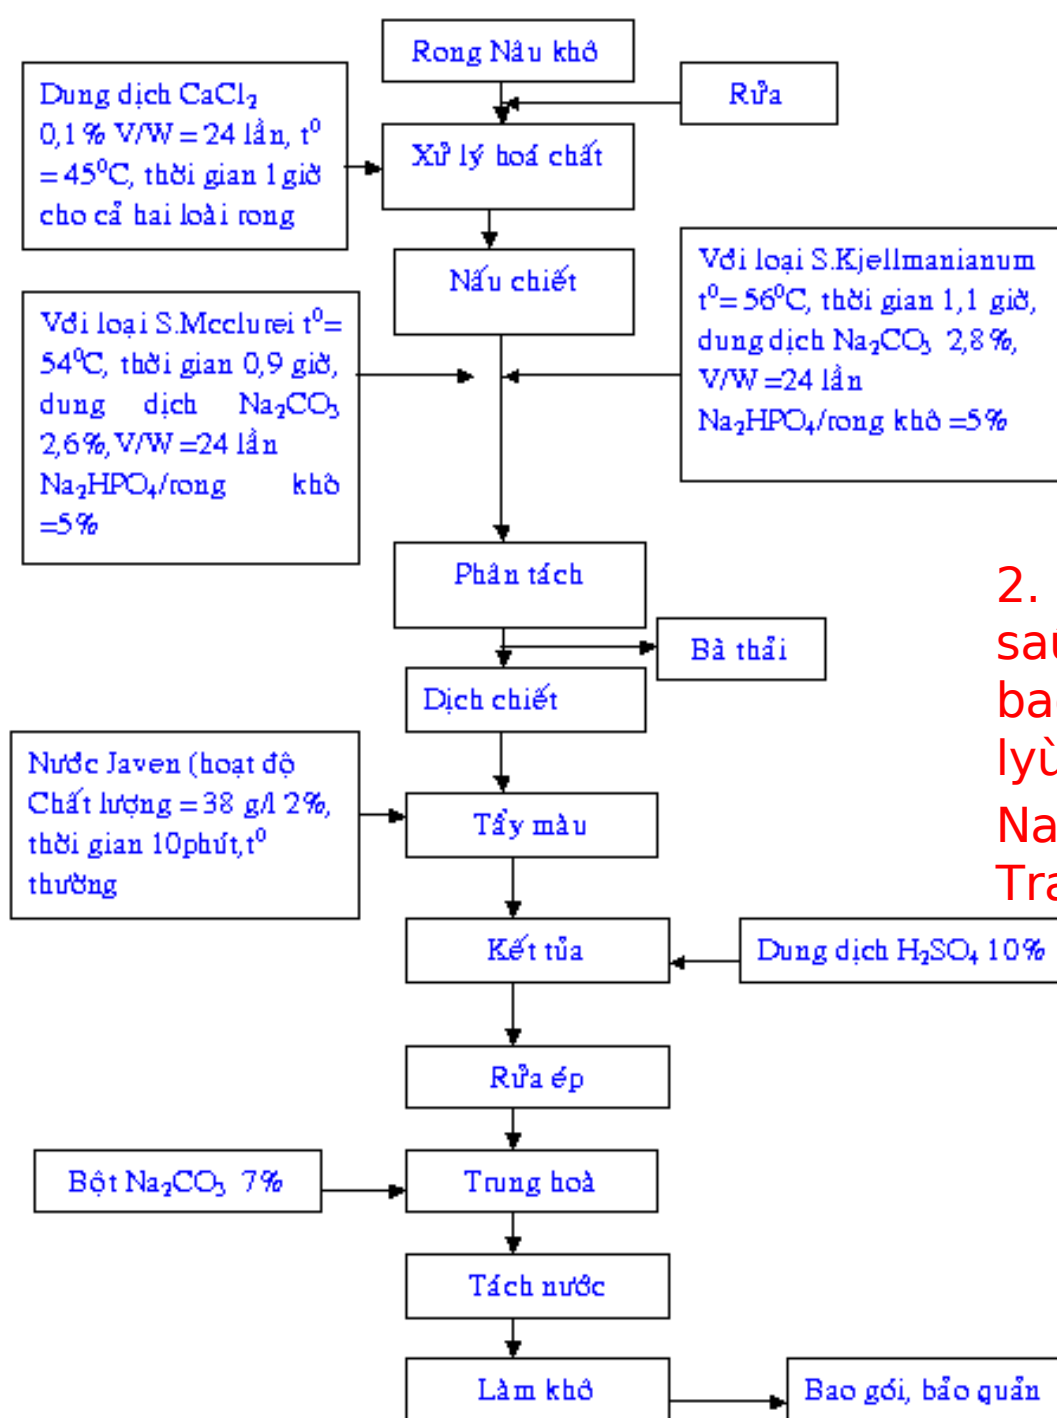 Rong Nâu khô
Rửa
Dung dịch CaCl₂
0,1% V/W = 24 lần, t⁰
= 45⁰C, thời gian 1giờ
cho cả hai loài rong
Xử lý hoá chất
Nấu chiết
Với loại S.Kjellmanianum
t⁰= 56⁰C, thời gian 1,1 giờ,
dung dịch Na₂CO₃ 2,8%,
V/W =24 lần
Na₂HPO₄/rong khô =5%
Với loại S.Mcclurei t⁰=
54⁰C, thời gian 0,9 giờ,
dung dịch Na₂CO₃
2,6%, V/W =24 lần
Na₂HPO₄/rong khô
=5%
Phân tách
Bã thải
Dịch chiết
2.
lyù
Na
Tra
Nước Javen (hoạt độ
Chất lượng = 38 g/l 2%,
thời gian 10phút,t⁰
thường
Tẩy màu
Kết tủa
Dung dịch H₂SO₄ 10%
Rửa ép
Bột Na₂CO₃ 7%
Trung hoà
Tách nước
Làm khô
Bao gói, bảo quản